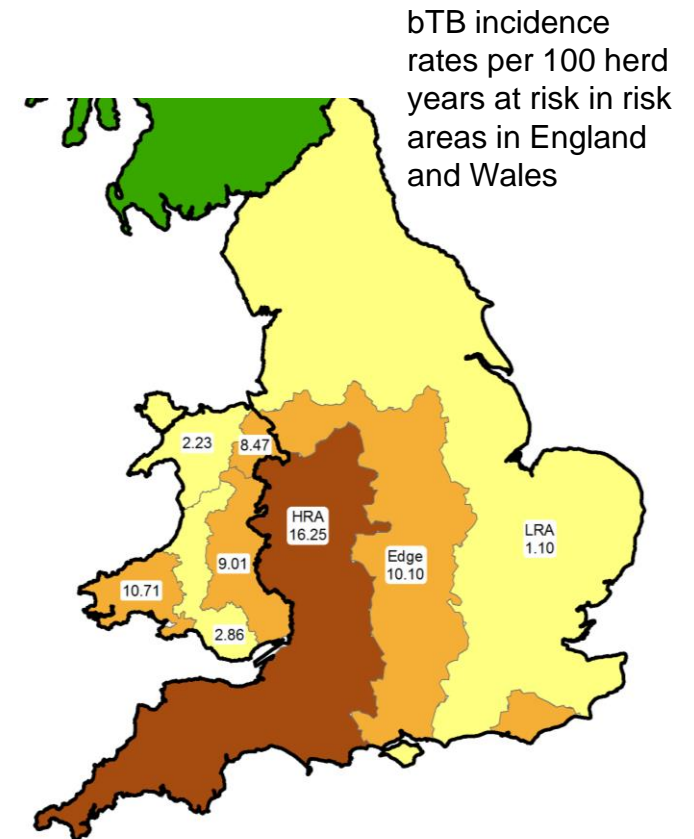 bTB incidence
rates per 100 herd
years at risk in risk
areas in England
and Wales
2.23
8.47
HRA
16.25
LRA
1.10
Edge
10.10
9.01
10.71
2.86